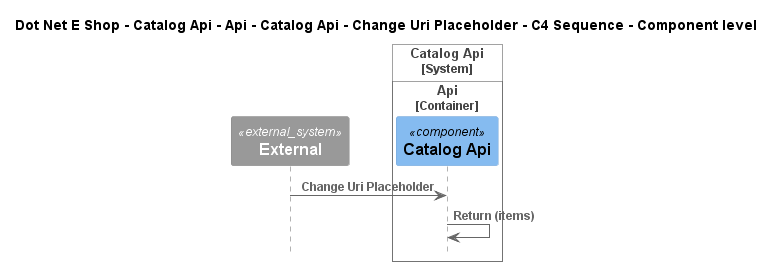 Dot Net E Shop - Catalog Api - Api - Catalog Api - Change Uri Placeholder - C4 Sequence - Component level
Catalog Api
[System]
Api
[Container]
«external_system»
External
«component»
Catalog Api
Change Uri Placeholder
Return (items)